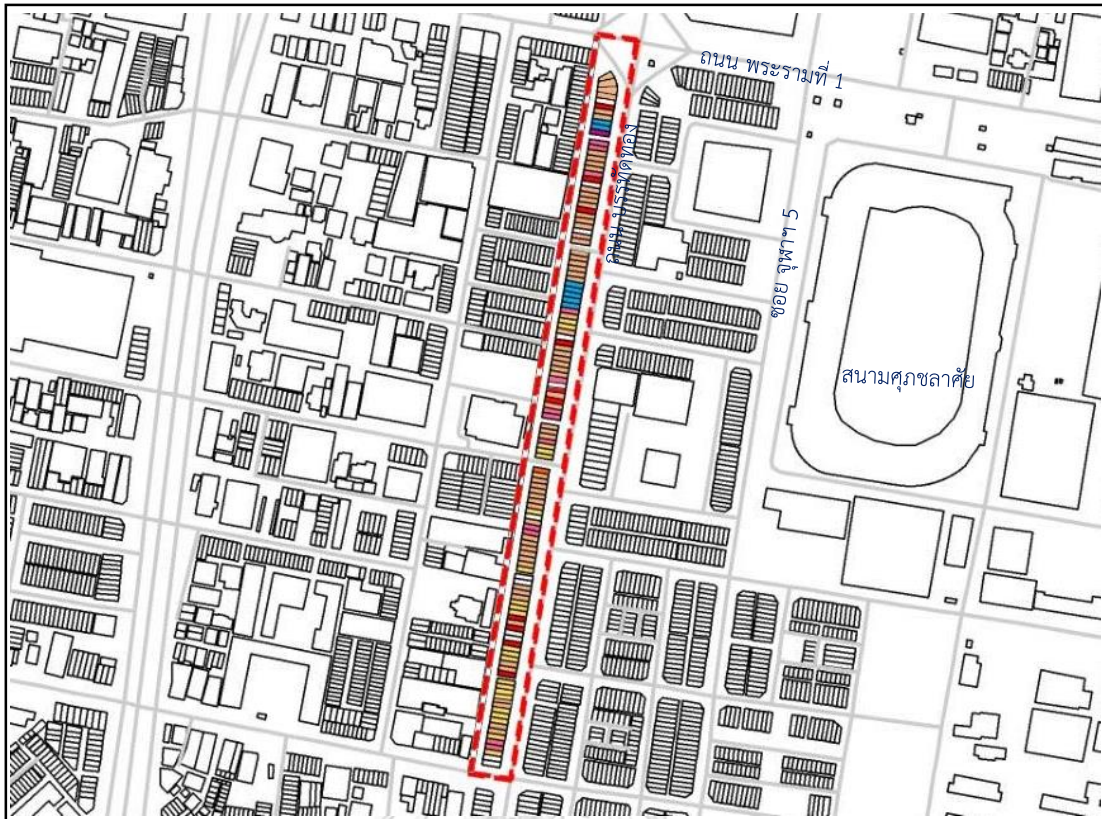 ถนน พระรามที่ 1
ถนน บรรทัดทอง
ซอย จุฬาฯ 5
สนามศุภชลาศัย